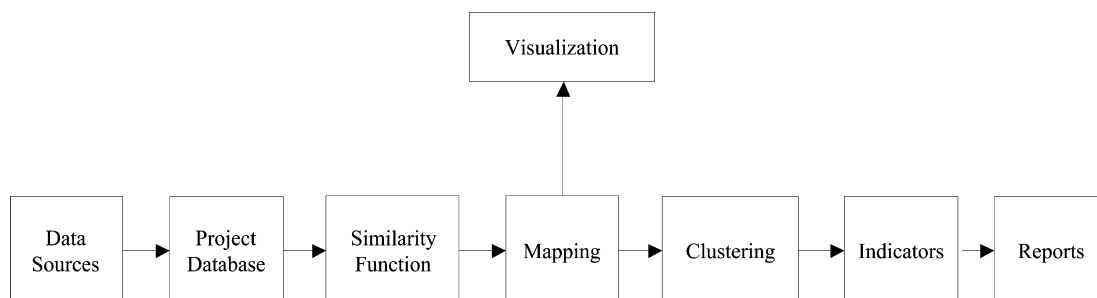 Visualization
Data
Sources
Project
Database
Similarity
Function
Mapping
Clustering
Indicators
Reports